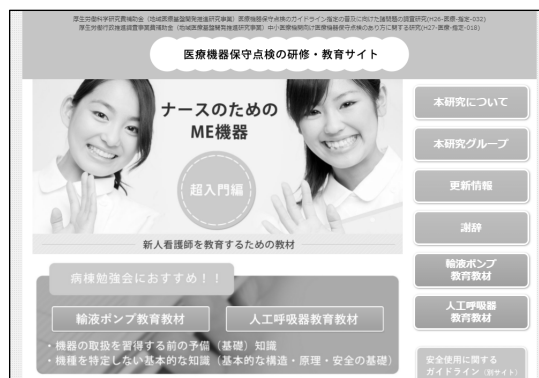 厚生労働科学研究費補助金（地域医療基盤開発推進研究事業）医療機器保守点検のガイドライン指定の普及に向けた諸問題の調査研究(H26-医療-指定-032)
厚生労働行政推進調査事業費補助金（地域医療基盤開発推進研究事業）中小医療機関向け医療機器保守点検のあり方に関する研究(H27-医療-指定-018)
医療機器保守点検の研修・教育サイト
ナースのための
ME機器
超入門編
新人看護師を教育するための教材
病棟勉強会におすすめ！！
輸液ポンプ教育教材
人工呼吸器教育教材
・機器の取扱を習得する前の予備（基礎）知識
・機種を特定しない基本的な知識（基本的な構造・原理・安全の基礎）
本研究について
本研究グループ
更新情報
謝辞
輸液ポンプ
教育教材
人工呼吸器
教育教材
安全使用に関する
ガイドライン（別サイト）